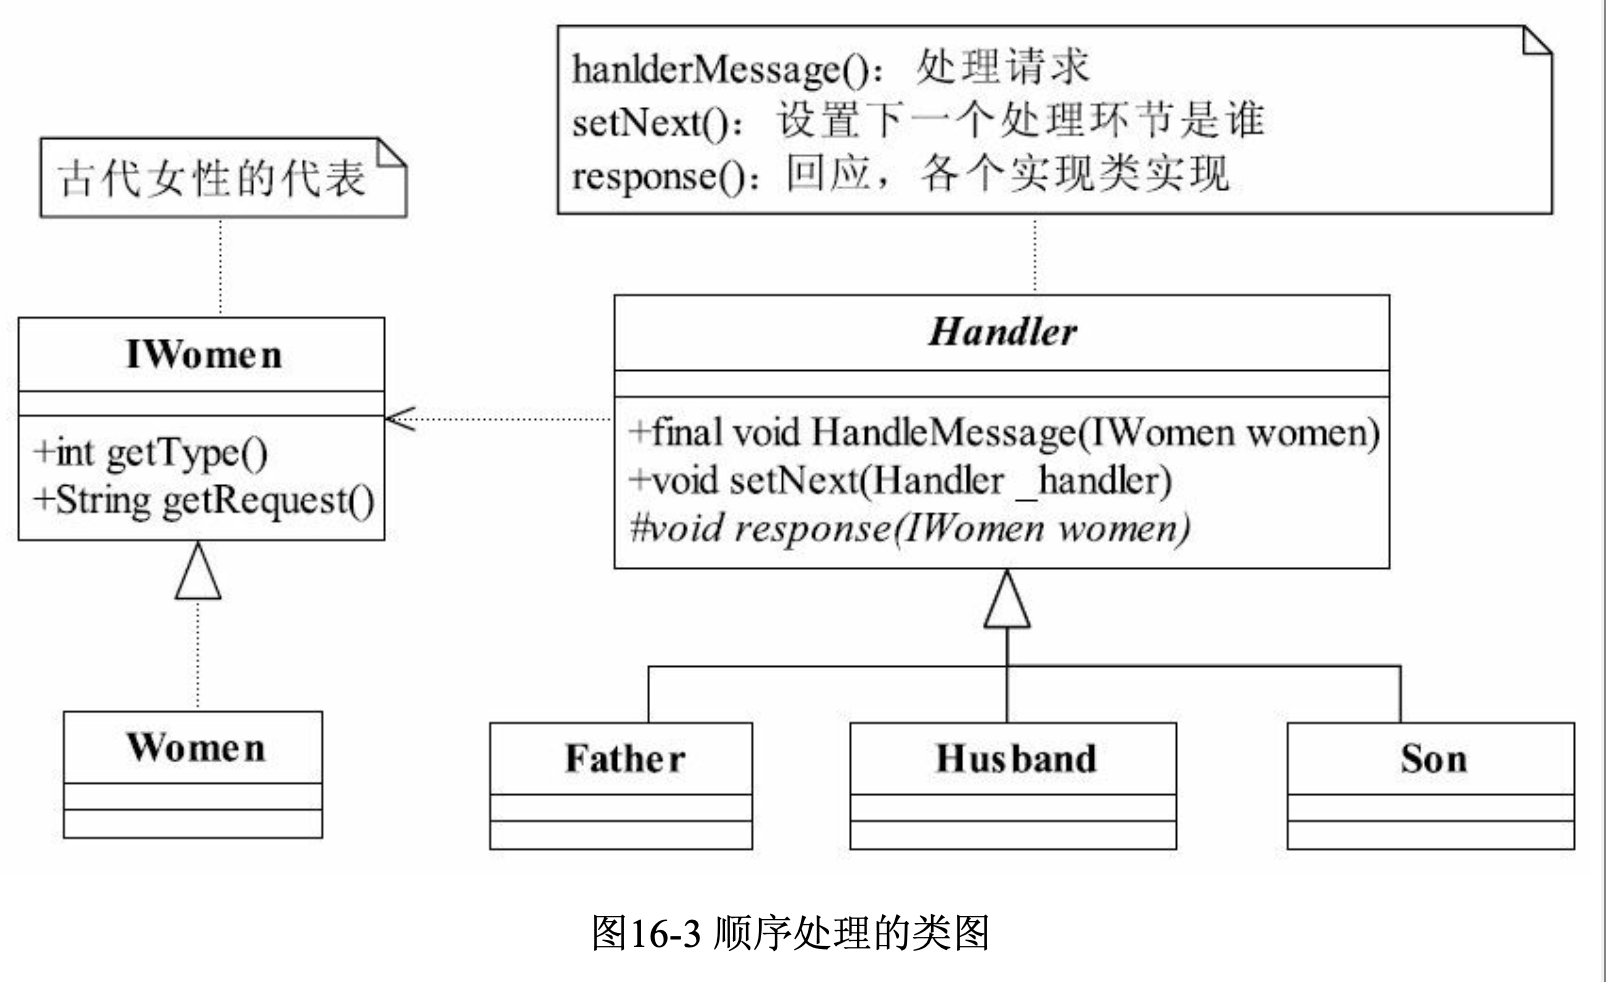 hanlderMessage()：处理请求
setNext()：设置下一个处理环节是谁
response()：回应，各个实现类实现
古代女性的代表
IWomen
+int getType()
+String getRequest()
Handler
+final void HandleMessage(IWomen women)
+void setNext(Handler _handler)
#void response(IWomen women)
Women
Father
Husband
Son
图16-3 顺序处理的类图